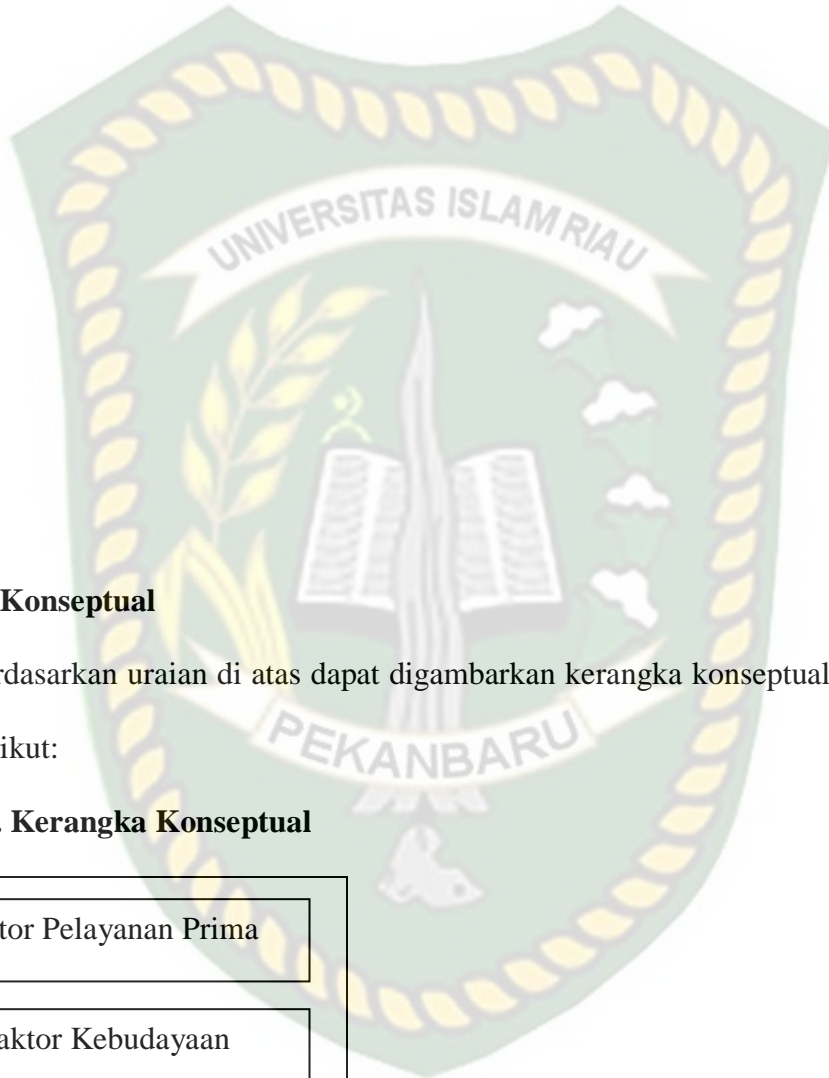 UNIVERSITAS ISLAM RIAU
Konseptual
rdasarkan uraian di atas dapat digambarkan kerangka konseptual
ikut:
PEKANBARU
. Kerangka Konseptual
tor Pelayanan Prima
aktor Kebudayaan